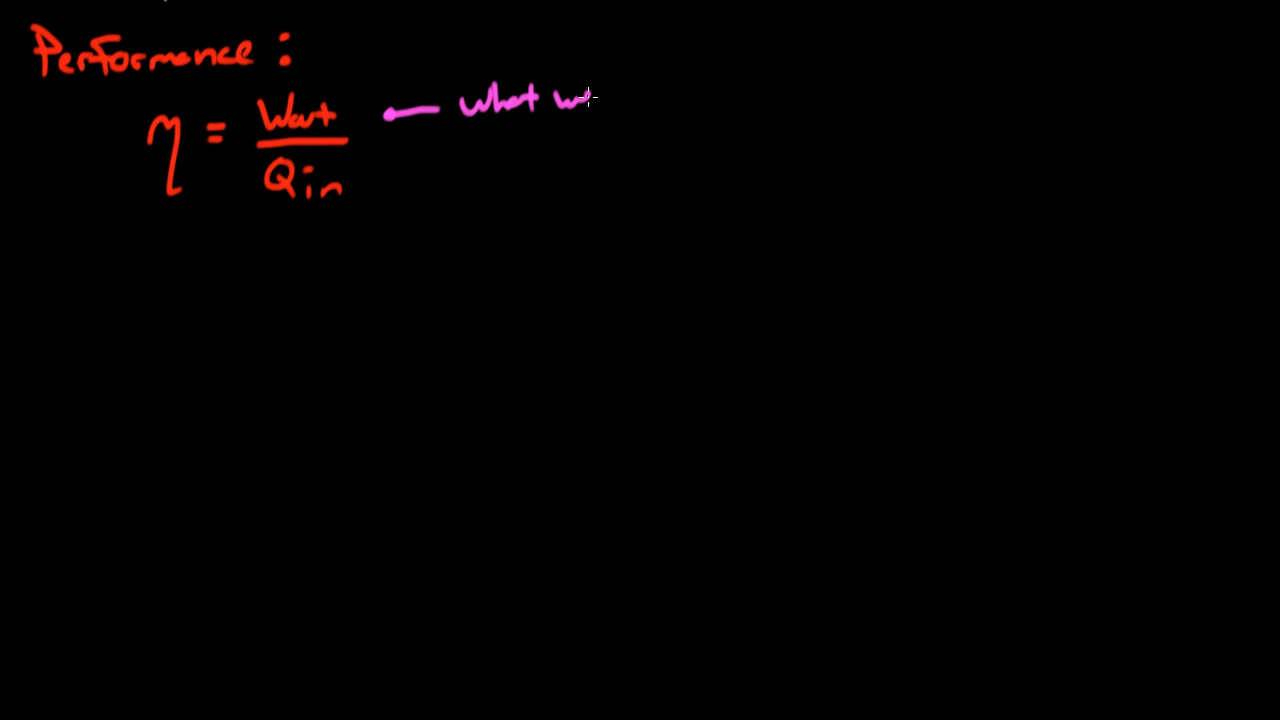 Performance:
η = Wout / Qin
What w